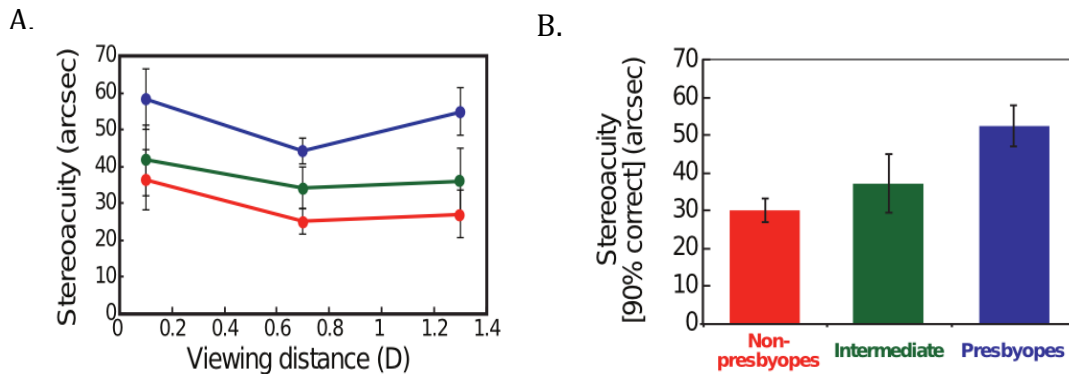 A.
Stereoacuity (arcsec)
70
60
50
40
30
20
10
0
0 0.2 0.4 0.6 0.8 1 1.2 1.4
Viewing distance (D)
B.
Stereoacuity
[90% correct] (arcsec)
70
60
50
40
30
20
10
0
Non-
presbyopes
Intermediate
Presbyopes